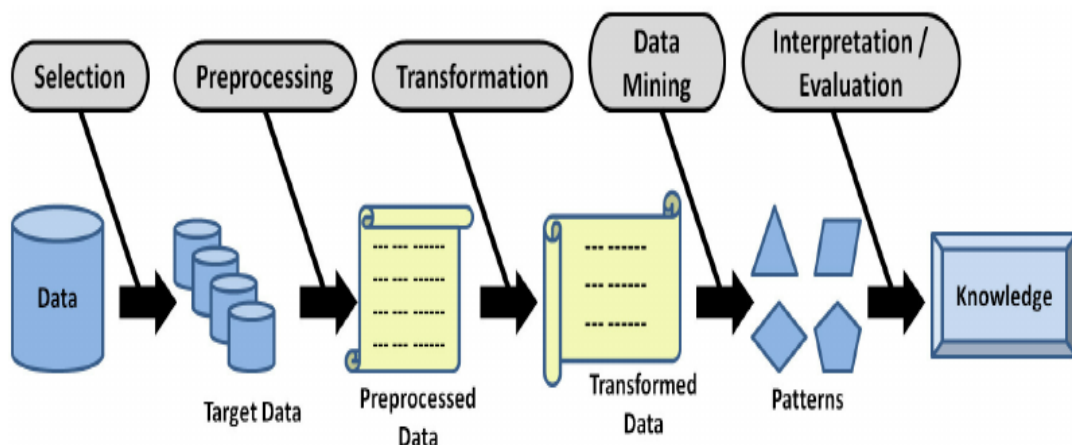 Selection
Preprocessing
Transformation
Data
Mining
Interpretation /
Evaluation
Data
Knowledge
Target Data
Preprocessed
Data
Transformed
Data
Patterns